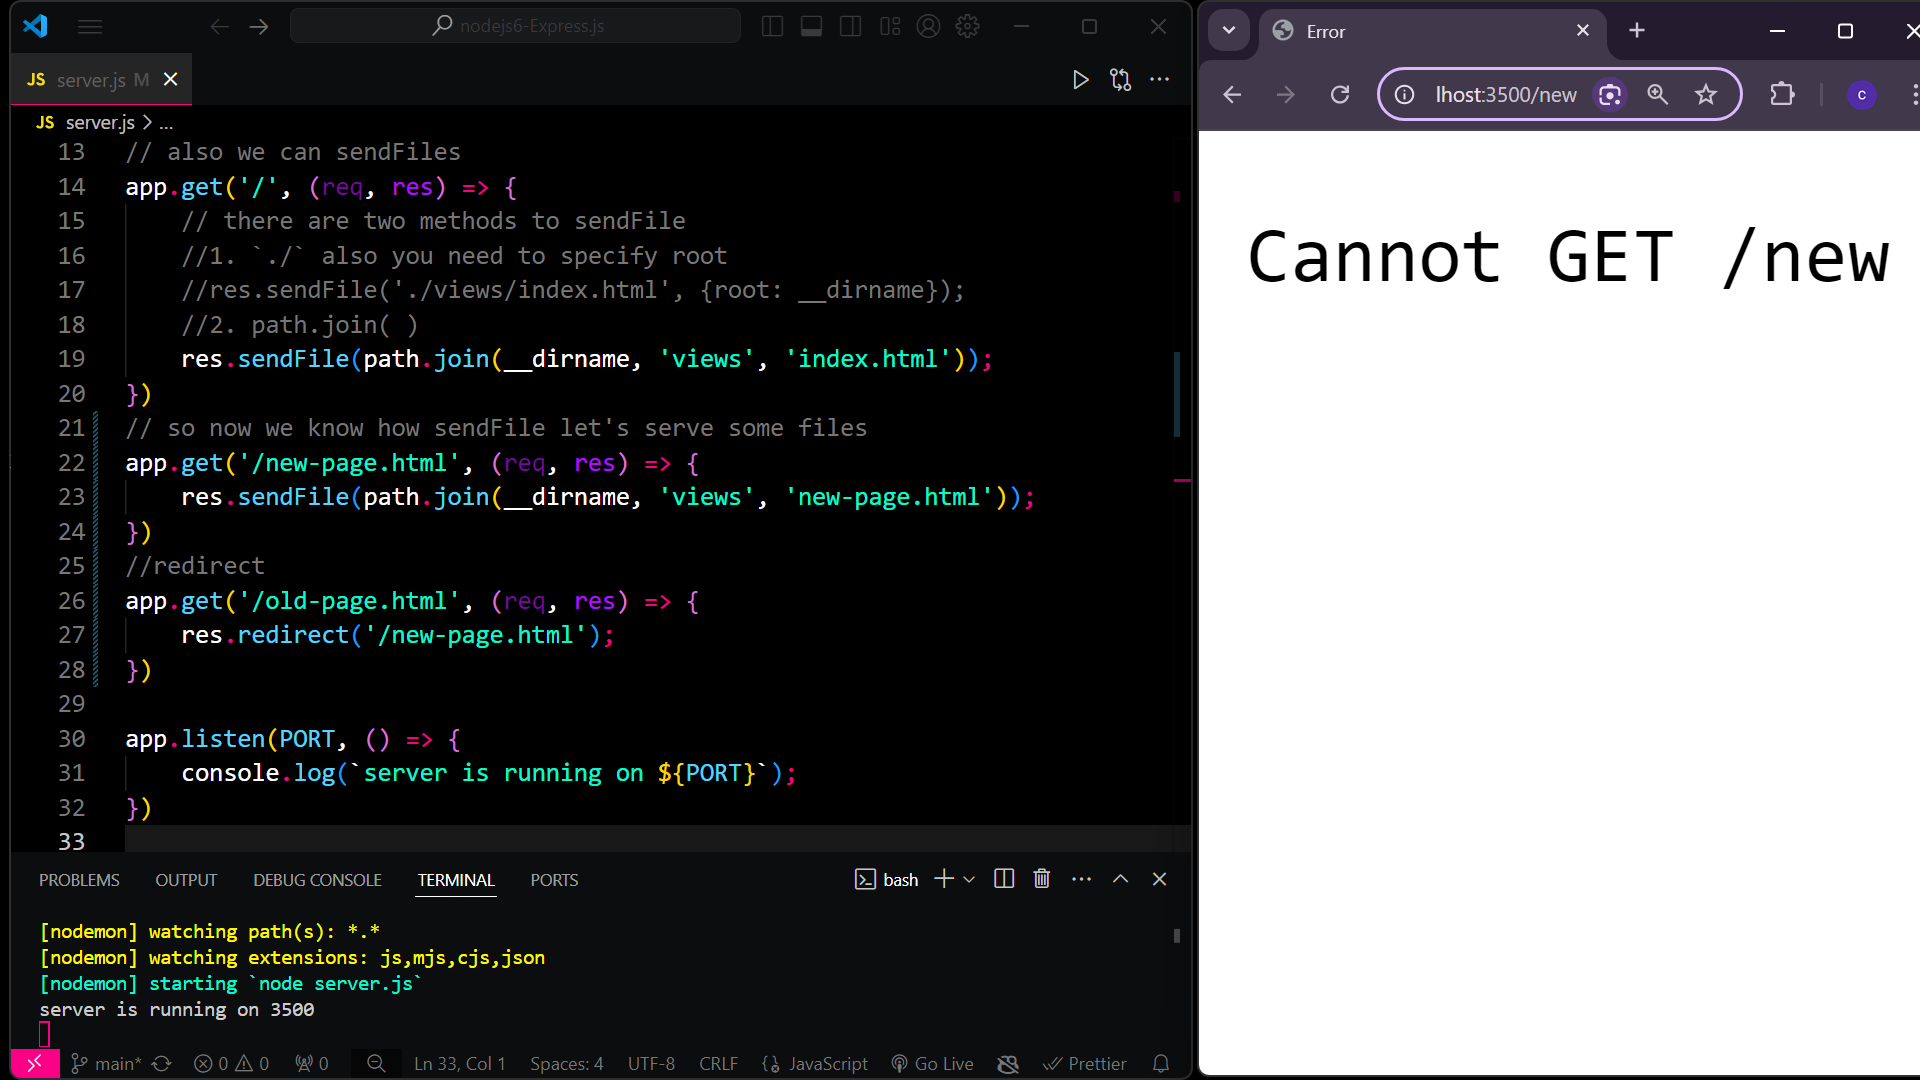 nodejs6-Express.js
JS server.js M
JS server.js > ...
13 // also we can sendFiles
14 app.get('/', (req, res) => {
15 // there are two methods to sendFile
16 //1. `./` also you need to specify root
17 //res.sendFile('./views/index.html', {root: __dirname});
18 //2. path.join( )
19 res.sendFile(path.join(__dirname, 'views', 'index.html'));
20 })
21 // so now we know how sendFile let's serve some files
22 app.get('/new-page.html', (req, res) => {
23 res.sendFile(path.join(__dirname, 'views', 'new-page.html'));
24 })
25 //redirect
26 app.get('/old-page.html', (req, res) => {
27 res.redirect('/new-page.html');
28 })
29
30 app.listen(PORT, () => {
31 console.log(`server is running on ${PORT}`);
32 })
33
PROBLEMS OUTPUT DEBUG CONSOLE TERMINAL PORTS bash
[nodemon] watching path(s): *.*
[nodemon] watching extensions: js,mjs,cjs,json
[nodemon] starting `node server.js`
server is running on 3500
main* 0 0 0 Ln 33, Col 1 Spaces: 4 UTF-8 CRLF {} JavaScript Go Live Prettier
Error
lhost:3500/new
c
Cannot GET /new